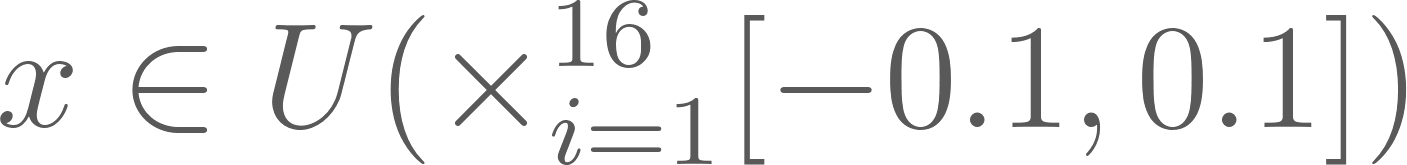 x ∈ U(×_{i=1}^{16}[−0.1, 0.1])